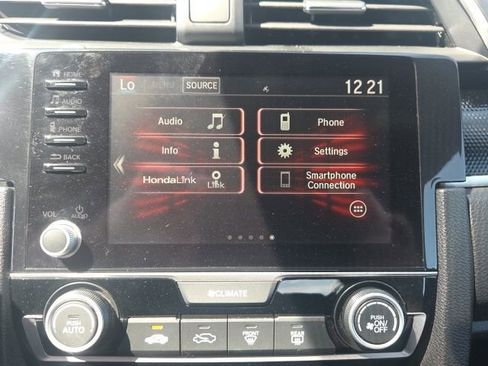 HOME
AUDIO
PHONE
BACK
VOL AUDIO
Lo MENU SOURCE 12 21
Audio Phone
Info Settings
HondaLink Link Smartphone
Connection
CLIMATE
PUSH
AUTO
FRONT REAR
PUSH
ON/
OFF